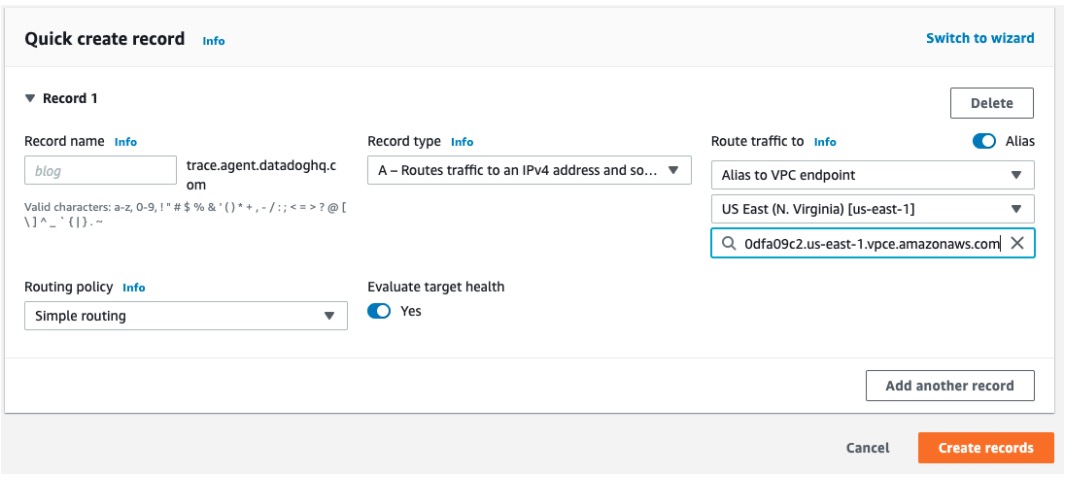 Quick create record Info
Switch to wizard
Record 1
Delete
Record name Info
blog
trace.agent.datadoghq.c
om
Valid characters: a-z, 0-9, ! " # $ % & ' ( ) * + , - / : ; < = > ? @ [
\ ] ^ _ ` { | } . ~
Record type Info
A – Routes traffic to an IPv4 address and so...
Route traffic to Info
Alias
Alias to VPC endpoint
US East (N. Virginia) [us-east-1]
0dfa09c2.us-east-1.vpce.amazonaws.com
Routing policy Info
Simple routing
Evaluate target health
Yes
Add another record
Cancel
Create records